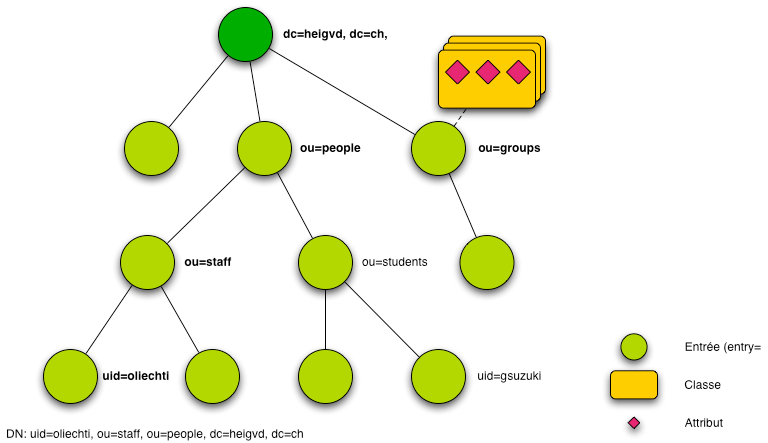 dc=heigvd, dc=ch,
ou=people
ou=groups
ou=staff
ou=students
uid=oliechti
uid=gsuzuki
Entrée (entry=
Classe
Attribut
DN: uid=oliechti, ou=staff, ou=people, dc=heigvd, dc=ch